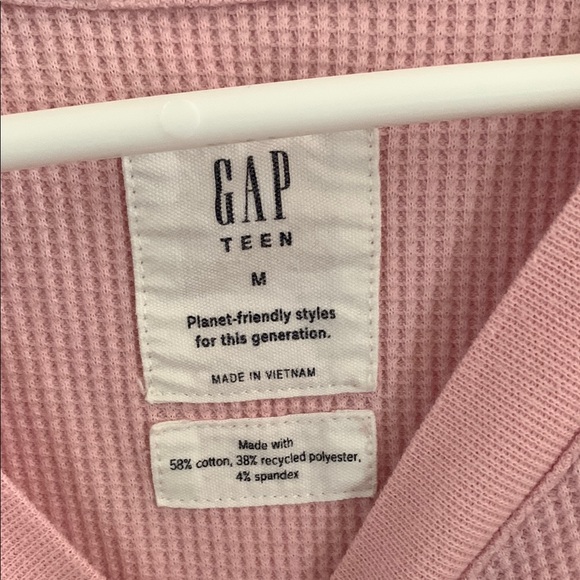 GAP
TEEN
M
Planet-friendly styles
for this generation.
MADE IN VIETNAM
Made with
58% cotton, 38% recycled polyester,
4% spandex